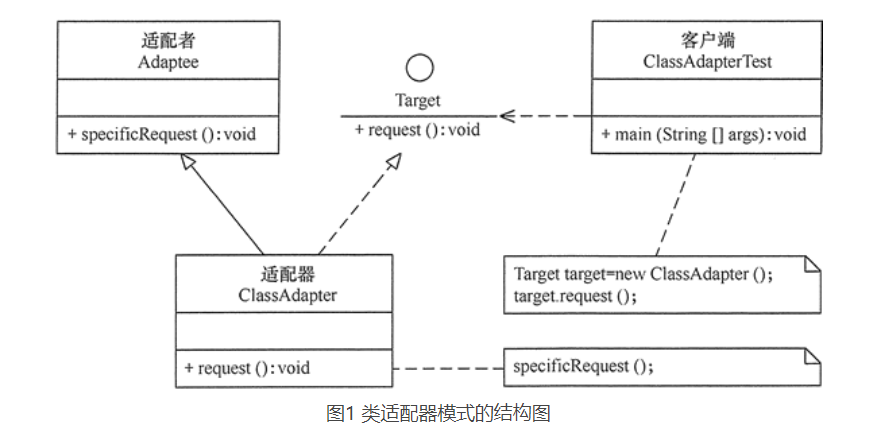 适配者
Adaptee
+ specificRequest ( ) : void
Target
+ request ( ) : void
客户端
ClassAdapterTest
+ main (String [] args) : void
适配器
ClassAdapter
+ request ( ) : void
Target target=new ClassAdapter ( );
target.request ( );
specificRequest ( );
图1 类适配器模式的结构图